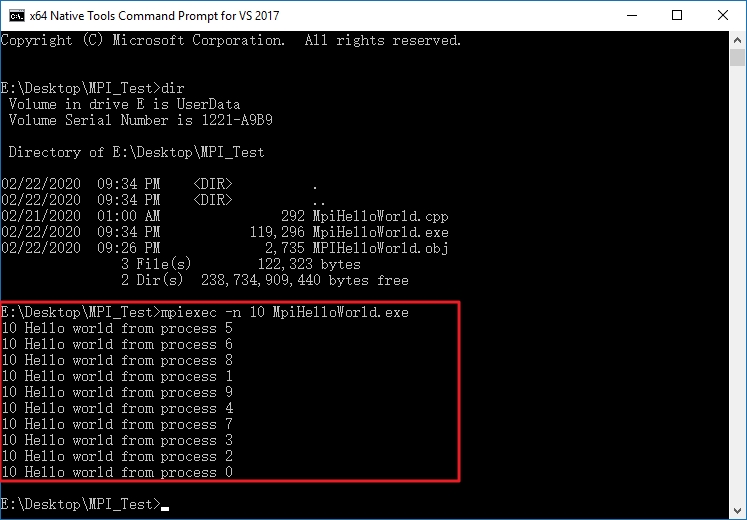 x64 Native Tools Command Prompt for VS 2017
Copyright (C) Microsoft Corporation.  All rights reserved.
E:\Desktop\MPI_Test>dir
 Volume in drive E is UserData
 Volume Serial Number is 1221-A9B9
 Directory of E:\Desktop\MPI_Test
02/22/2020  09:34 PM    <DIR>          .
02/22/2020  09:34 PM    <DIR>          ..
02/21/2020  01:00 AM               292 MpiHelloWorld.cpp
02/22/2020  09:34 PM           119,296 MpiHelloWorld.exe
02/22/2020  09:26 PM             2,735 MPIHelloWorld.obj
               3 File(s)        122,323 bytes
               2 Dir(s)  238,734,909,440 bytes free
E:\Desktop\MPI_Test>mpiexec -n 10 MpiHelloWorld.exe
10 Hello world from process 5
10 Hello world from process 6
10 Hello world from process 8
10 Hello world from process 1
10 Hello world from process 9
10 Hello world from process 4
10 Hello world from process 7
10 Hello world from process 3
10 Hello world from process 2
10 Hello world from process 0
E:\Desktop\MPI_Test>